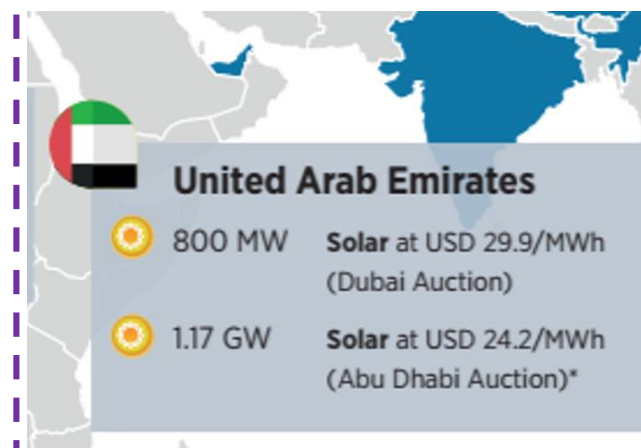 United Arab Emirates
800 MW Solar at USD 29.9/MWh
(Dubai Auction)
1.17 GW Solar at USD 24.2/MWh
(Abu Dhabi Auction)*